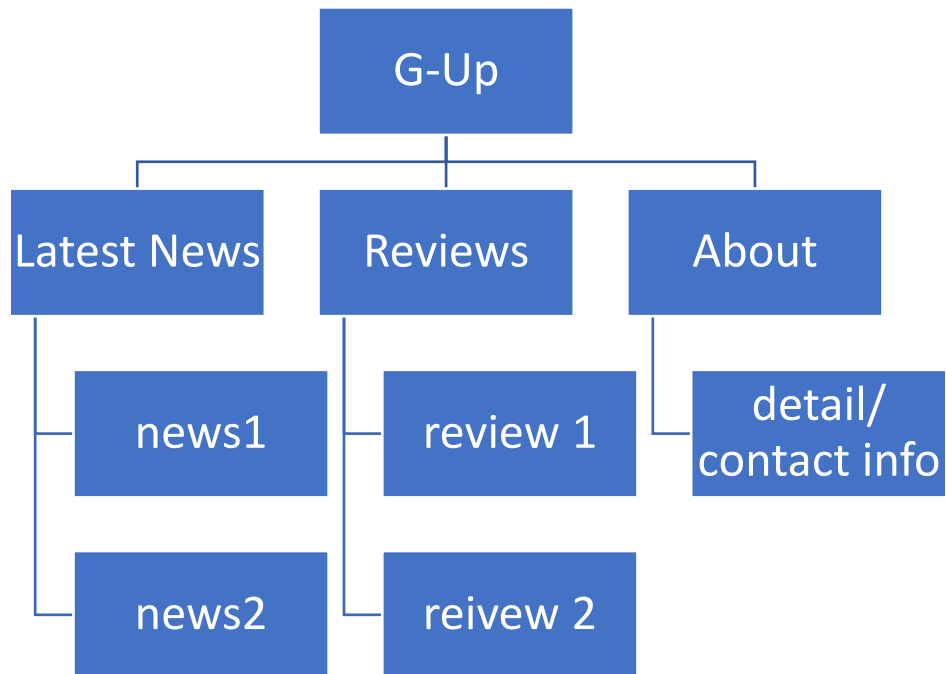 G-Up
Latest News
Reviews
About
news1
review 1
detail/
contact info
news2
reivew 2